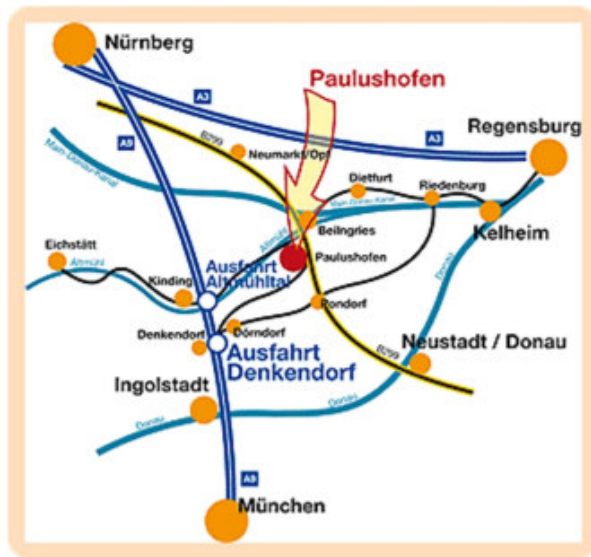 Nürnberg
A3
Paulushofen
A9
B299
A3
Regensburg
Neumarkt/Opf
Main-Donau-Kanal
Dietfurt
Riedenburg
Main-Donau-Kanal
Altmühl
Beilngries
Kelheim
Eichstätt
Altmühl
Kinding
Ausfahrt
Altmühltal
Paulushofen
Donau
Pondorf
Denkendorf
Dörndorf
Ausfahrt
Denkendorf
B299
Neustadt / Donau
Ingolstadt
Donau
Donau
A9
München